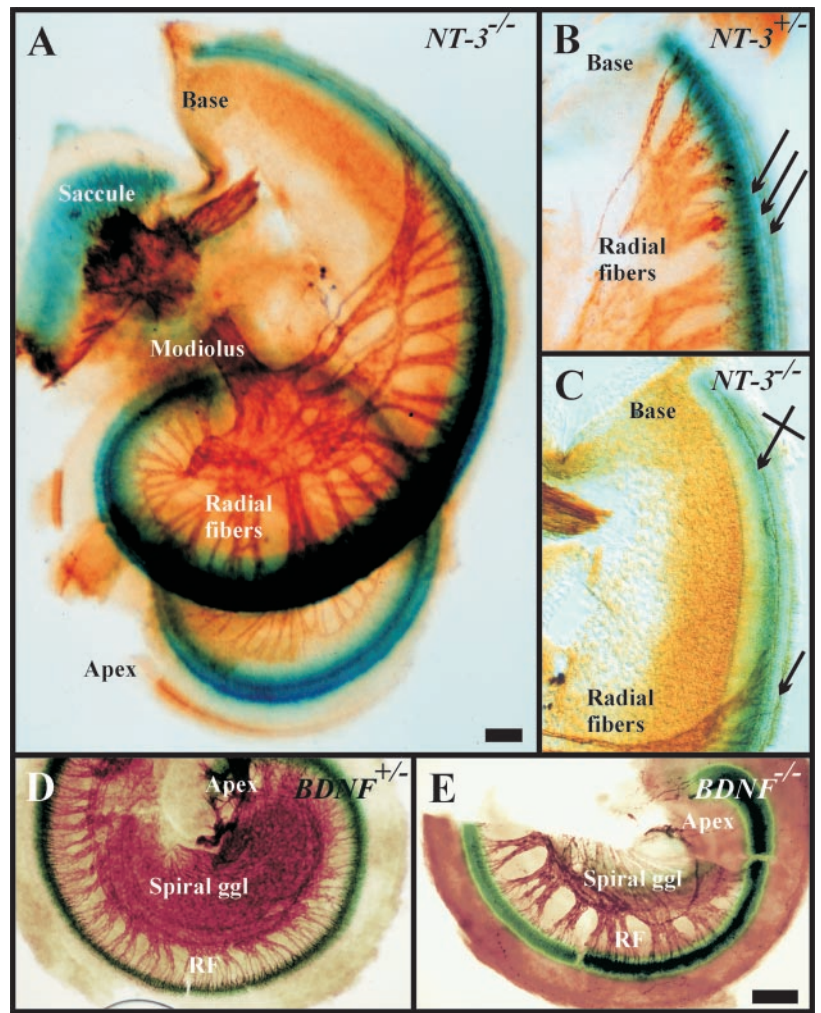 A
NT-3-/-
Base
Saccule
Modiolus
Radial
fibers
Apex
B
NT-3+/-
Base
Radial
fibers
C
NT-3-/-
Base
Radial
fibers
D
BDNF+/-
Apex
Spiral ggl
RF
E
BDNF-/-
Apex
Spiral ggl
RF